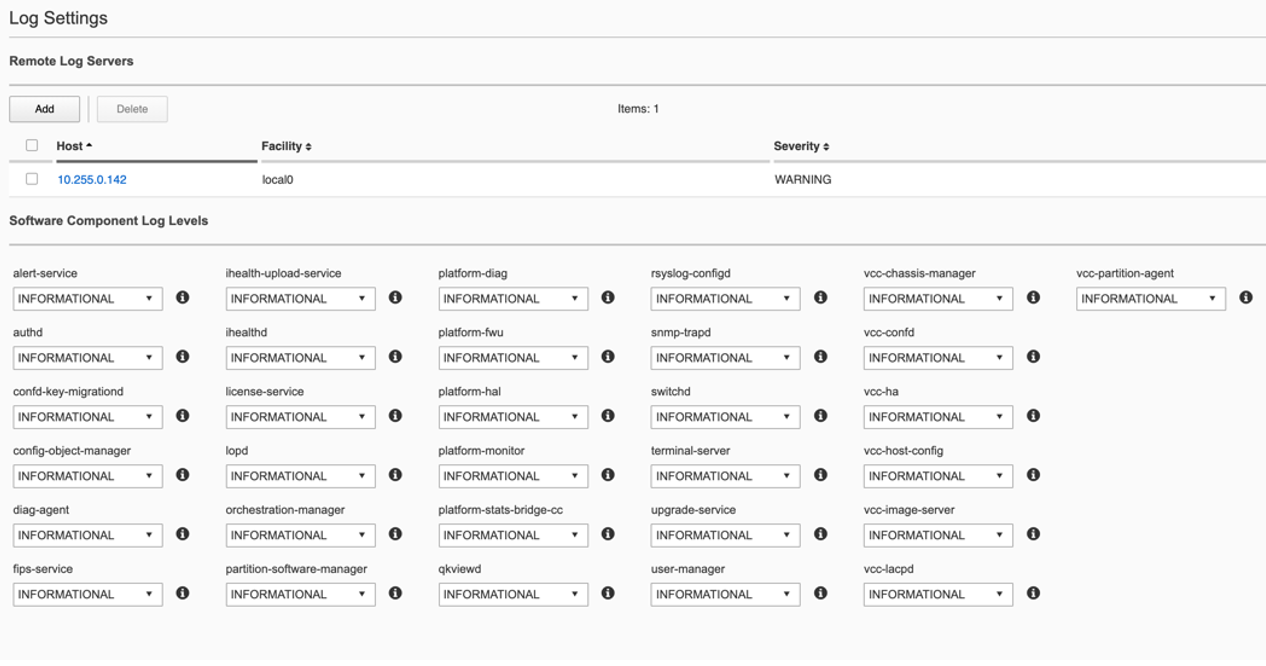 Log Settings
Remote Log Servers
Add Delete Items: 1
Host Facility Severity
10.255.0.142 local0 WARNING
Software Component Log Levels
alert-service ihealth-upload-service platform-diag rsyslog-configd vcc-chassis-manager vcc-partition-agent
INFORMATIONAL INFORMATIONAL INFORMATIONAL INFORMATIONAL INFORMATIONAL INFORMATIONAL
authd ihealthd platform-fwu snmp-trapd vcc-confd
INFORMATIONAL INFORMATIONAL INFORMATIONAL INFORMATIONAL INFORMATIONAL
confd-key-migrationd license-service platform-hal switchd vcc-ha
INFORMATIONAL INFORMATIONAL INFORMATIONAL INFORMATIONAL INFORMATIONAL
config-object-manager lopd platform-monitor terminal-server vcc-host-config
INFORMATIONAL INFORMATIONAL INFORMATIONAL INFORMATIONAL INFORMATIONAL
diag-agent orchestration-manager platform-stats-bridge-cc upgrade-service vcc-image-server
INFORMATIONAL INFORMATIONAL INFORMATIONAL INFORMATIONAL INFORMATIONAL
fips-service partition-software-manager qkviewd user-manager vcc-lacpd
INFORMATIONAL INFORMATIONAL INFORMATIONAL INFORMATIONAL INFORMATIONAL